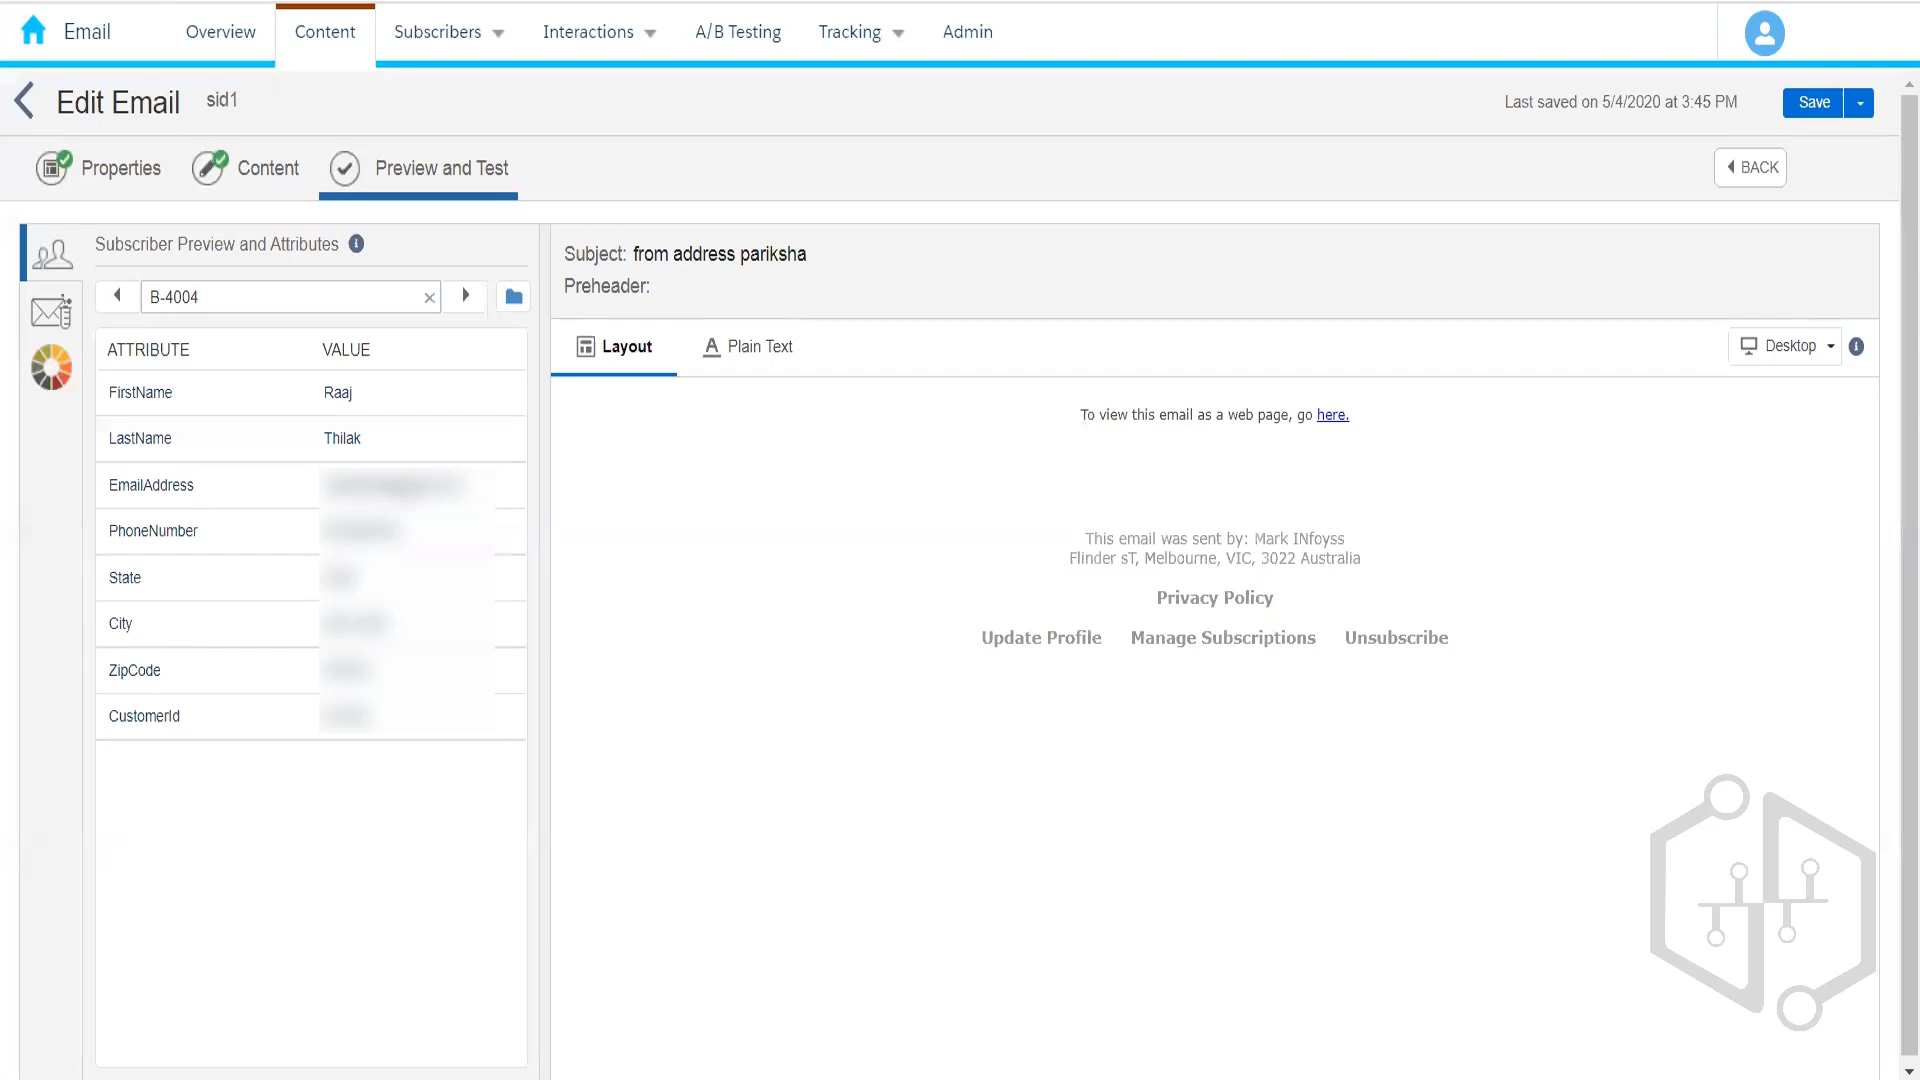 Email
Overview
Content
Subscribers
Interactions
A/B Testing
Tracking
Admin
Edit Email
sid1
Last saved on 5/4/2020 at 3:45 PM
Save
Properties
Content
Preview and Test
BACK
Subscriber Preview and Attributes
B-4004
ATTRIBUTE VALUE
FirstName Raaj
LastName Thilak
EmailAddress
PhoneNumber
State
City
ZipCode
CustomerId
Subject: from address pariksha
Preheader:
Layout
Plain Text
Desktop
To view this email as a web page, go here.
This email was sent by: Mark INfoyss
Flinder sT, Melbourne, VIC, 3022 Australia
Privacy Policy
Update Profile Manage Subscriptions Unsubscribe